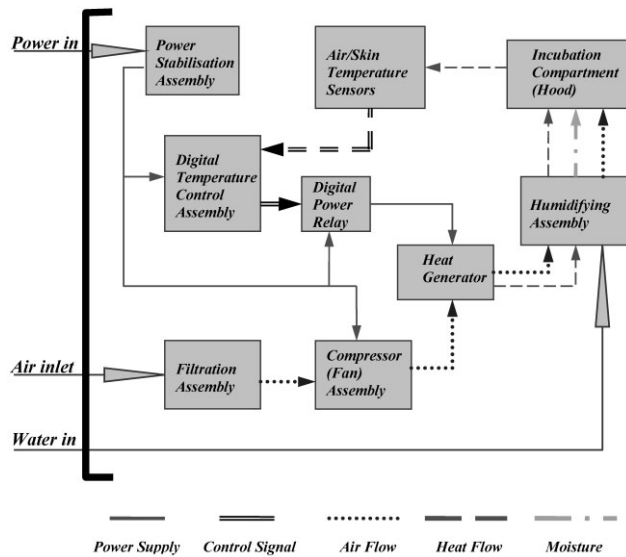 Power in
Power
Stabilisation
Assembly
Air/Skin
Temperature
Sensors
Incubation
Compartment
(Hood)
Digital
Temperature
Control
Assembly
Digital
Power
Relay
Humidifying
Assembly
Heat
Generator
Air inlet
Filtration
Assembly
Compressor
(Fan)
Assembly
Water in
Power Supply
Control Signal
Air Flow
Heat Flow
Moisture